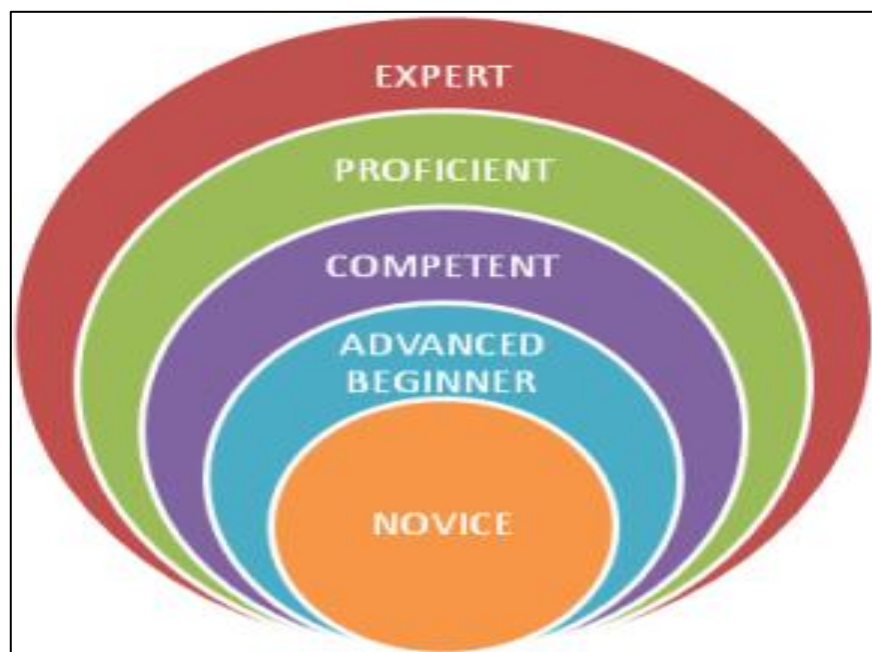 EXPERT
PROFICIENT
COMPETENT
ADVANCED
BEGINNER
NOVICE